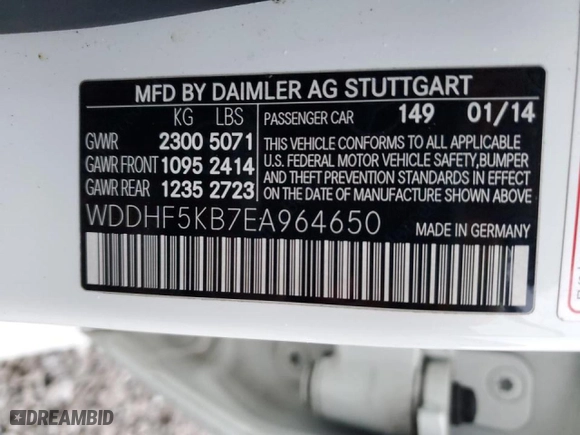 MFD BY DAIMLER AG STUTTGART
KG LBS
PASSENGER CAR 149 01/14
GVWR 2300 5071
GAWR FRONT 1095 2414
GAWR REAR 1235 2723
THIS VEHICLE CONFORMS TO ALL APPLICABLE
U.S. FEDERAL MOTOR VEHICLE SAFETY, BUMPER
AND THEFT PREVENTION STANDARDS IN EFFECT
ON THE DATE OF MANUFACTURE SHOWN ABOVE
WDDHF5KB7EA964650
MADE IN GERMANY
DREAMBID